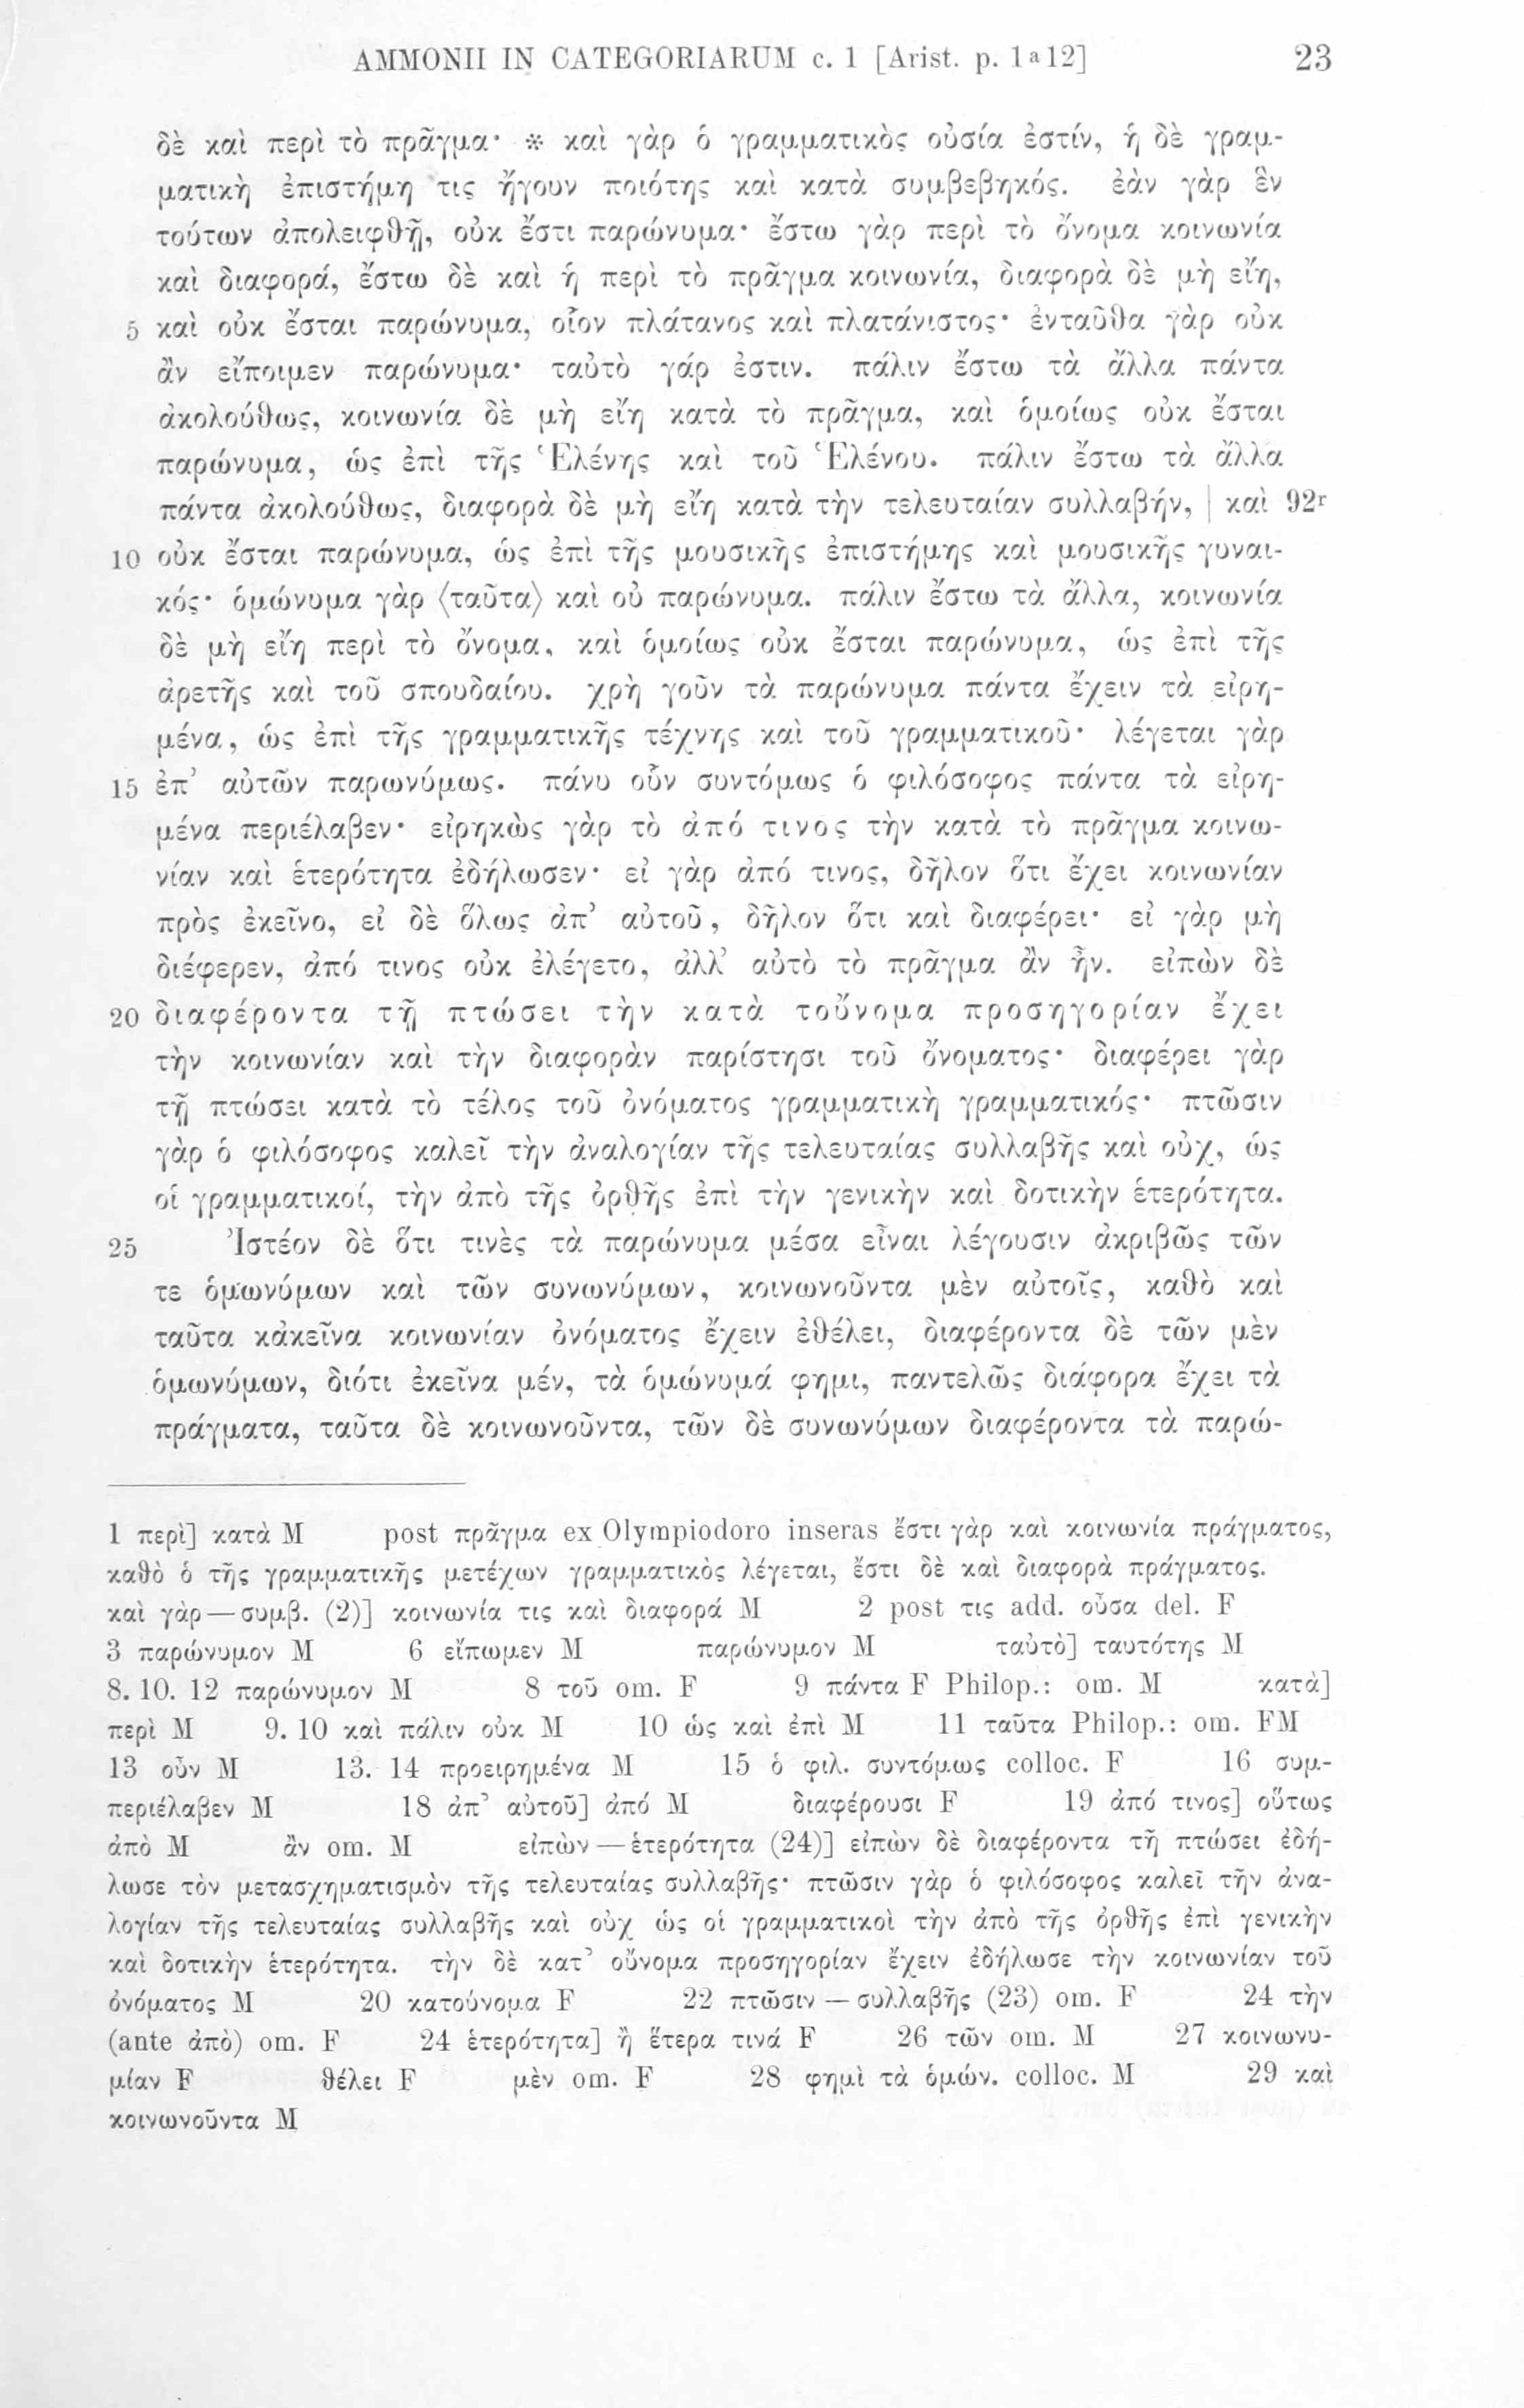 AMMONII IN CATEGORIARUM c. 1 [Arist. p. 1ᵃ12] 23
δὲ καὶ περὶ τὸ πρᾶγμα· * καὶ γὰρ ὁ γραμματικὸς οὐσία ἐστίν, ἡ δὲ γραμ-
ματικὴ ἐπιστήμη τις ἤγουν ποιότης καὶ κατὰ συμβεβηκός. ἐὰν γὰρ ἓν
τούτων ἀπολειφθῇ, οὐκ ἔστι παρώνυμα· ἔστω γὰρ περὶ τὸ ὄνομα κοινωνία
καὶ διαφορά, ἔστω δὲ καὶ ἡ περὶ τὸ πρᾶγμα κοινωνία, διαφορὰ δὲ μὴ εἴη,
5 καὶ οὐκ ἔσται παρώνυμα, οἷον πλάτανος καὶ πλατάνιστος· ἐνταῦθα γὰρ οὐκ
ἂν εἴποιμεν παρώνυμα· ταὐτὸ γάρ ἐστιν. πάλιν ἔστω τὰ ἄλλα πάντα
ἀκολούθως, κοινωνία δὲ μὴ εἴη κατὰ τὸ πρᾶγμα, καὶ ὁμοίως οὐκ ἔσται
παρώνυμα, ὡς ἐπὶ τῆς Ἑλένης καὶ τοῦ Ἑλένου. πάλιν ἔστω τὰ ἄλλα
πάντα ἀκολούθως, διαφορὰ δὲ μὴ εἴη κατὰ τὴν τελευταίαν συλλαβήν, | καὶ 92ʳ
10 οὐκ ἔσται παρώνυμα, ὡς ἐπὶ τῆς μουσικῆς ἐπιστήμης καὶ μουσικῆς γυναι-
κός· ὁμώνυμα γὰρ ⟨ταῦτα⟩ καὶ οὐ παρώνυμα. πάλιν ἔστω τὰ ἄλλα, κοινωνία
δὲ μὴ εἴη περὶ τὸ ὄνομα, καὶ ὁμοίως οὐκ ἔσται παρώνυμα, ὡς ἐπὶ τῆς
ἀρετῆς καὶ τοῦ σπουδαίου. χρὴ γοῦν τὰ παρώνυμα πάντα ἔχειν τὰ εἰρη-
μένα, ὡς ἐπὶ τῆς γραμματικῆς τέχνης καὶ τοῦ γραμματικοῦ· λέγεται γὰρ
15 ἐπ’ αὐτῶν παρωνύμως. πάνυ οὖν συντόμως ὁ φιλόσοφος πάντα τὰ εἰρη-
μένα περιέλαβεν· εἰρηκὼς γὰρ τὸ ἀπό τινος τὴν κατὰ τὸ πρᾶγμα κοινω-
νίαν καὶ ἑτερότητα ἐδήλωσεν· εἰ γὰρ ἀπό τινος, δῆλον ὅτι ἔχει κοινωνίαν
πρὸς ἐκεῖνο, εἰ δὲ ὅλως ἀπ’ αὐτοῦ, δῆλον ὅτι καὶ διαφέρει· εἰ γὰρ μὴ
διέφερεν, ἀπό τινος οὐκ ἐλέγετο, ἀλλ’ αὐτὸ τὸ πρᾶγμα ἂν ἦν. εἰπὼν δὲ
20 διαφέροντα τῇ πτώσει τὴν κατὰ τοὔνομα προσηγορίαν ἔχει
τὴν κοινωνίαν καὶ τὴν διαφορὰν παρίστησι τοῦ ὄνοματος· διαφέρει γὰρ
τῇ πτώσει κατὰ τὸ τέλος τοῦ ὀνόματος γραμματικὴ γραμματικός· πτῶσιν
γὰρ ὁ φιλόσοφος καλεῖ τὴν ἀναλογίαν τῆς τελευταίας συλλαβῆς καὶ οὐχ, ὡς
οἱ γραμματικοί, τὴν ἀπὸ τῆς ὀρθῆς ἐπὶ τὴν γενικὴν καὶ δοτικὴν ἑτερότητα.
25 Ἰστέον δὲ ὅτι τινὲς τὰ παρώνυμα μέσα εἶναι λέγουσιν ἀκριβῶς τῶν
τε ὁμωνύμων καὶ τῶν συνωνύμων, κοινωνοῦντα μὲν αὐτοῖς, καθὸ καὶ
ταῦτα κἀκεῖνα κοινωνίαν ὀνόματος ἔχειν ἐθέλει, διαφέροντα δὲ τῶν μὲν
ὁμωνύμων, διότι ἐκεῖνα μέν, τὰ ὁμώνυμά φημι, παντελῶς διάφορα ἔχει τὰ
πράγματα, ταῦτα δὲ κοινωνοῦντα, τῶν δὲ συνωνύμων διαφέροντα τὰ παρώ-
1 περὶ] κατὰ M post πρᾶγμα ex Olympiodoro inseras ἔστι γὰρ καὶ κοινωνία πράγματος,
καθὸ ὁ τῆς γραμματικῆς μετέχων γραμματικὸς λέγεται, ἔστι δὲ καὶ διαφορὰ πράγματος.
καὶ γὰρ — συμβ. (2)] κοινωνία τις καὶ διαφορά M 2 post τις add. οὖσα del. F
3 παρώνυμον M 6 εἴπωμεν M παρώνυμον M ταὐτὸ] ταυτότης M
8. 10. 12 παρώνυμον M 8 τοῦ om. F 9 πάντα F Philop.: om. M κατὰ]
περὶ M 9. 10 καὶ πάλιν οὐκ M 10 ὡς καὶ ἐπὶ M 11 ταῦτα Philop.: om. FM
13 οὖν M 13. 14 προειρημένα M 15 ὁ φιλ. συντόμως colloc. F 16 συμ-
περιέλαβεν M 18 ἀπ’ αὐτοῦ] ἀπό M διαφέρουσι F 19 ἀπό τινος] οὕτως
ἀπὸ M ἂν om. M εἰπὼν — ἑτερότητα (24)] εἰπὼν δὲ διαφέροντα τῇ πτώσει ἐδή-
λωσε τὸν μετασχηματισμὸν τῆς τελευταίας συλλαβῆς· πτῶσιν γὰρ ὁ φιλόσοφος καλεῖ τὴν ἀνα-
λογίαν τῆς τελευταίας συλλαβῆς καὶ οὐχ ὡς οἱ γραμματικοὶ τὴν ἀπὸ τῆς ὀρθῆς ἐπὶ γενικὴν
καὶ δοτικὴν ἑτερότητα. τὴν δὲ κατ’ οὔνομα προσηγορίαν ἔχειν ἐδήλωσε τὴν κοινωνίαν τοῦ
ὀνόματος M 20 κατούνομα F 22 πτῶσιν — συλλαβῆς (23) om. F 24 τὴν
(ante ἀπὸ) om. F 24 ἑτερότητα] ἢ ἕτερα τινά F 26 τῶν om. M 27 κοινωνυ-
μίαν F θέλει F μὲν om. F 28 φημὶ τὰ ὁμών. colloc. M 29 καὶ
κοινωνοῦντα M